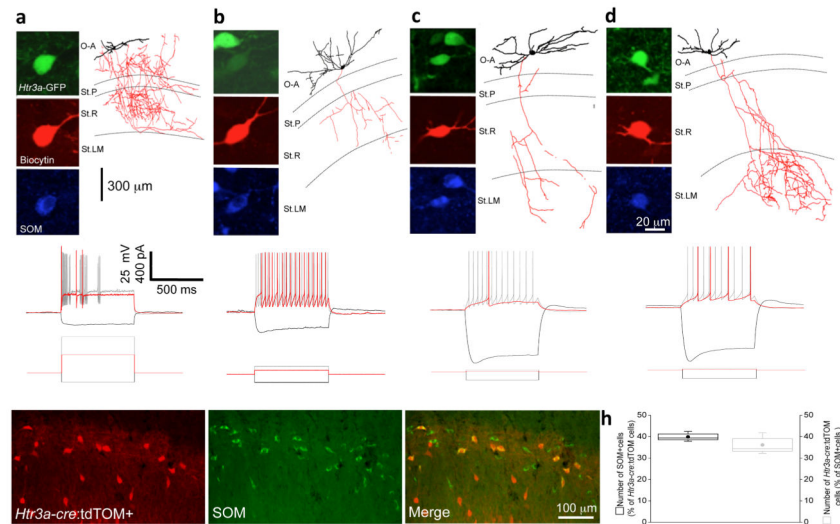 a
b
c
d
Htr3a-GFP
Biocytin
SOM
O-A
St.P
St.R
St.LM
300 µm
O-A
St.P
St.R
St.LM
O-A
St.P
St.R
St.LM
O-A
St.P
St.R
St.LM
20 µm
25 mV
400 pA
500 ms
Htr3a-cre:tdTOM+
SOM
Merge
100 µm
h
Number of SOM+cells
(% of Htr3a-cre:tdTOM cells)
50
40
30
20
10
0
50
40
30
20
10
0
Number of Htr3a-cre:tdTOM
cells (% of SOM+cells)